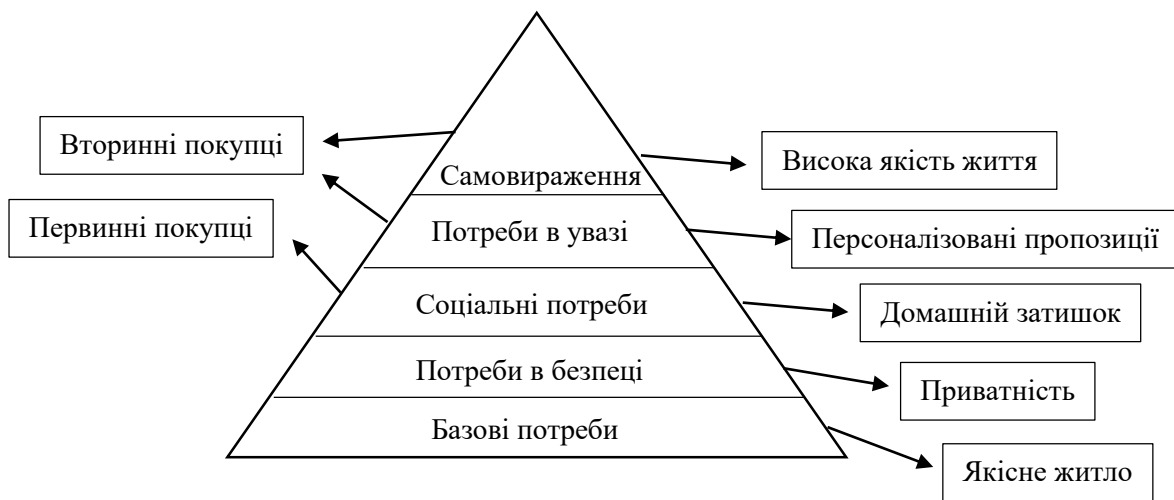 Вторинні покупці
Висока якість життя
Самовираження
Первинні покупці
Потреби в увазі
Персоналізовані пропозиції
Соціальні потреби
Домашній затишок
Потреби в безпеці
Приватність
Базові потреби
Якісне житло